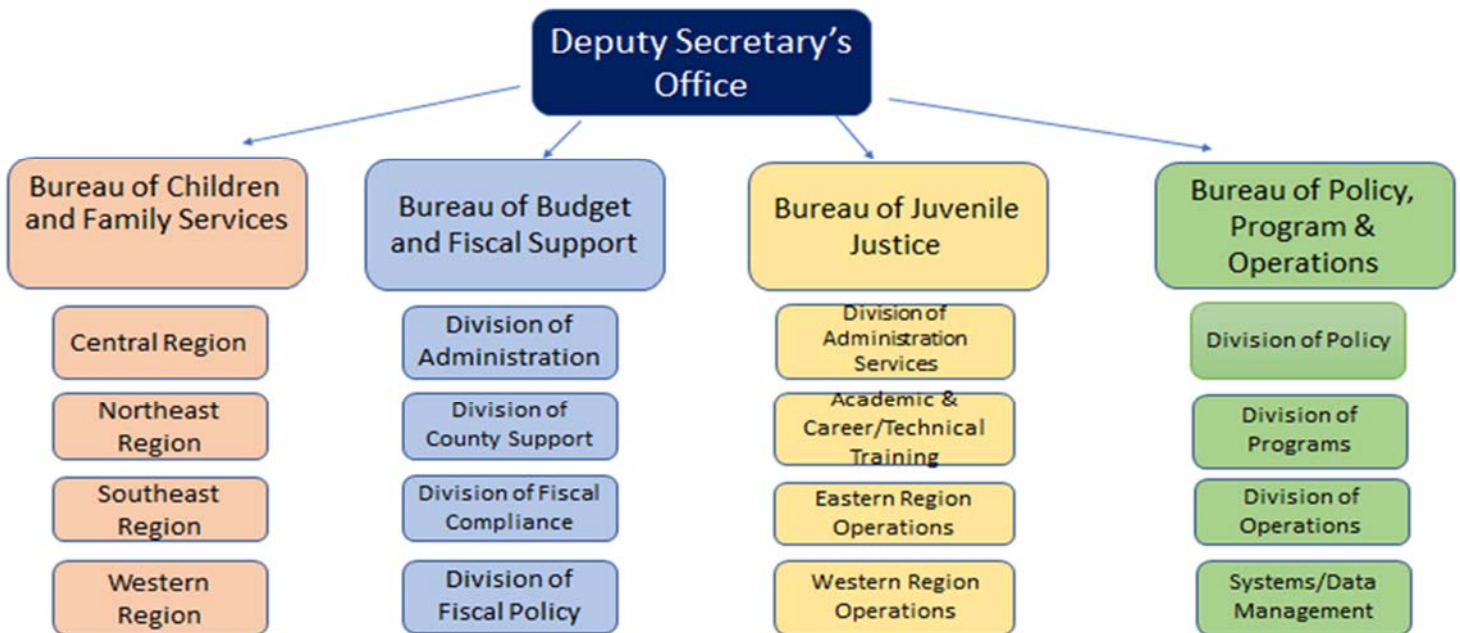 Deputy Secretary's
Office
Bureau of Children
and Family Services
Central Region
Northeast
Region
Southeast
Region
Western
Region
Bureau of Budget
and Fiscal Support
Division of
Administration
Division of
County Support
Division of Fiscal
Compliance
Division of
Fiscal Policy
Bureau of Juvenile
Justice
Division of
Administration
Services
Academic &
Career/Technical
Training
Eastern Region
Operations
Western Region
Operations
Bureau of Policy,
Program &
Operations
Division of Policy
Division of
Programs
Division of
Operations
Systems/Data
Management